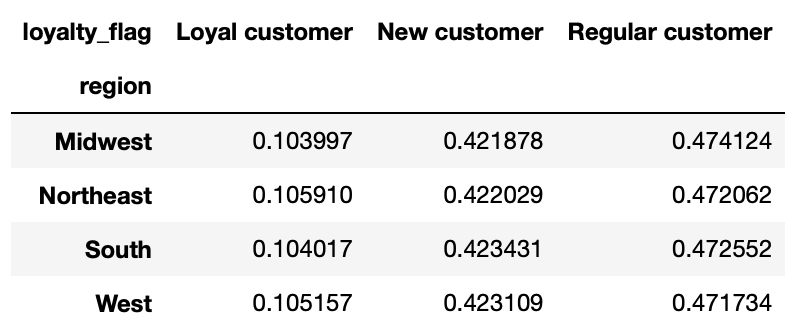 loyalty_flag Loyal customer New customer Regular customer
region
Midwest 0.103997 0.421878 0.474124
Northeast 0.105910 0.422029 0.472062
South 0.104017 0.423431 0.472552
West 0.105157 0.423109 0.471734